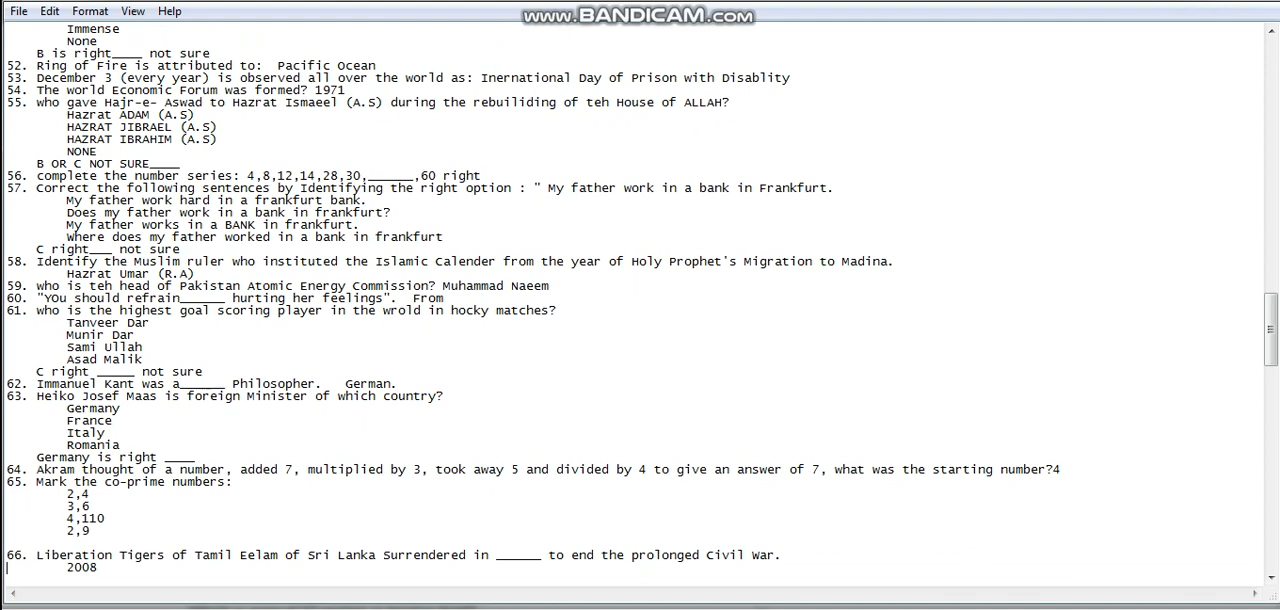 File Edit Format View Help
www.BANDICAM.com
Immense
None
B is right____ not sure
52. Ring of Fire is attributed to: Pacific Ocean
53. December 3 (every year) is observed all over the world as: Inernational Day of Prison with Disablity
54. The world Economic Forum was formed? 1971
55. who gave Hajr-e- Aswad to Hazrat Ismaeel (A.S) during the rebuiliding of teh House of ALLAH?
Hazrat ADAM (A.S)
HAZRAT JIBRAEL (A.S)
HAZRAT IBRAHIM (A.S)
NONE
B OR C NOT SURE____
56. complete the number series: 4,8,12,14,28,30,______,60 right
57. Correct the following sentences by Identifying the right option : " My father work in a bank in Frankfurt.
My father work hard in a frankfurt bank.
Does my father work in a bank in frankfurt?
My father works in a BANK in frankfurt.
Where does my father worked in a bank in frankfurt
C right___ not sure
58. Identify the Muslim ruler who instituted the Islamic Calender from the year of Holy Prophet's Migration to Madina.
Hazrat Umar (R.A)
59. who is teh head of Pakistan Atomic Energy Commission? Muhammad Naeem
60. "You should refrain______ hurting her feelings". From
61. who is the highest goal scoring player in the wrold in hocky matches?
Tanveer Dar
Munir Dar
Sami Ullah
Asad Malik
C right _____ not sure
62. Immanuel Kant was a______ Philosopher. German.
63. Heiko Josef Maas is foreign Minister of which country?
Germany
France
Italy
Romania
Germany is right ____
64. Akram thought of a number, added 7, multiplied by 3, took away 5 and divided by 4 to give an answer of 7, what was the starting number?4
65. Mark the co-prime numbers:
2,4
3,6
4,110
2,9
66. Liberation Tigers of Tamil Eelam of Sri Lanka Surrendered in ______ to end the prolonged Civil War.
2008